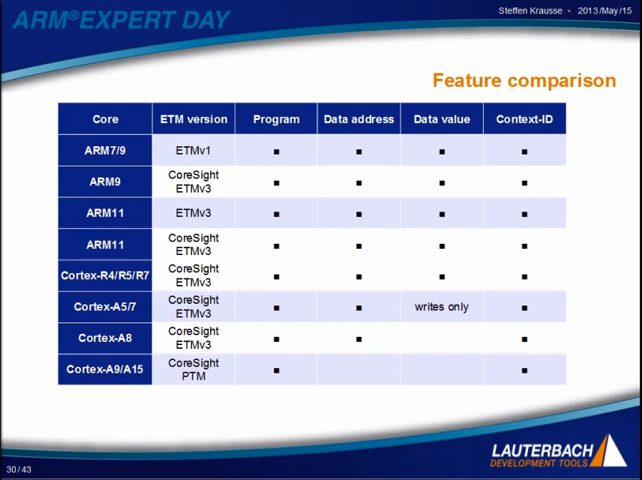 ARM®EXPERT DAY
Steffen Krausse • 2013/May/15
Feature comparison
Core ETM version Program Data address Data value Context-ID
ARM7/9 ETMv1 ▪ ▪ ▪ ▪
ARM9 CoreSight ETMv3 ▪ ▪ ▪ ▪
ARM11 ETMv3 ▪ ▪ ▪ ▪
ARM11 CoreSight ETMv3 ▪ ▪ ▪ ▪
Cortex-R4/R5/R7 CoreSight ETMv3 ▪ ▪ ▪ ▪
Cortex-A5/7 CoreSight ETMv3 ▪ ▪ writes only ▪
Cortex-A8 CoreSight ETMv3 ▪ ▪ ▪
Cortex-A9/A15 CoreSight PTM ▪ ▪
30/43
LAUTERBACH
DEVELOPMENT TOOLS